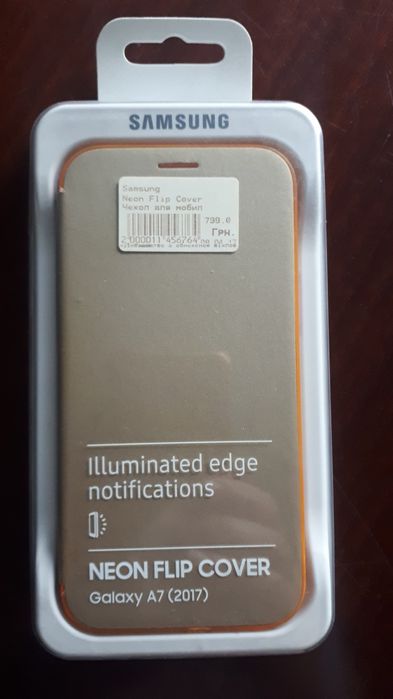 SAMSUNG
Samsung
Neon Flip Cover
Чехол для мобил
799.0
Грн.
2000011456764
Illuminated edge
notifications
NEON FLIP COVER
Galaxy A7 (2017)